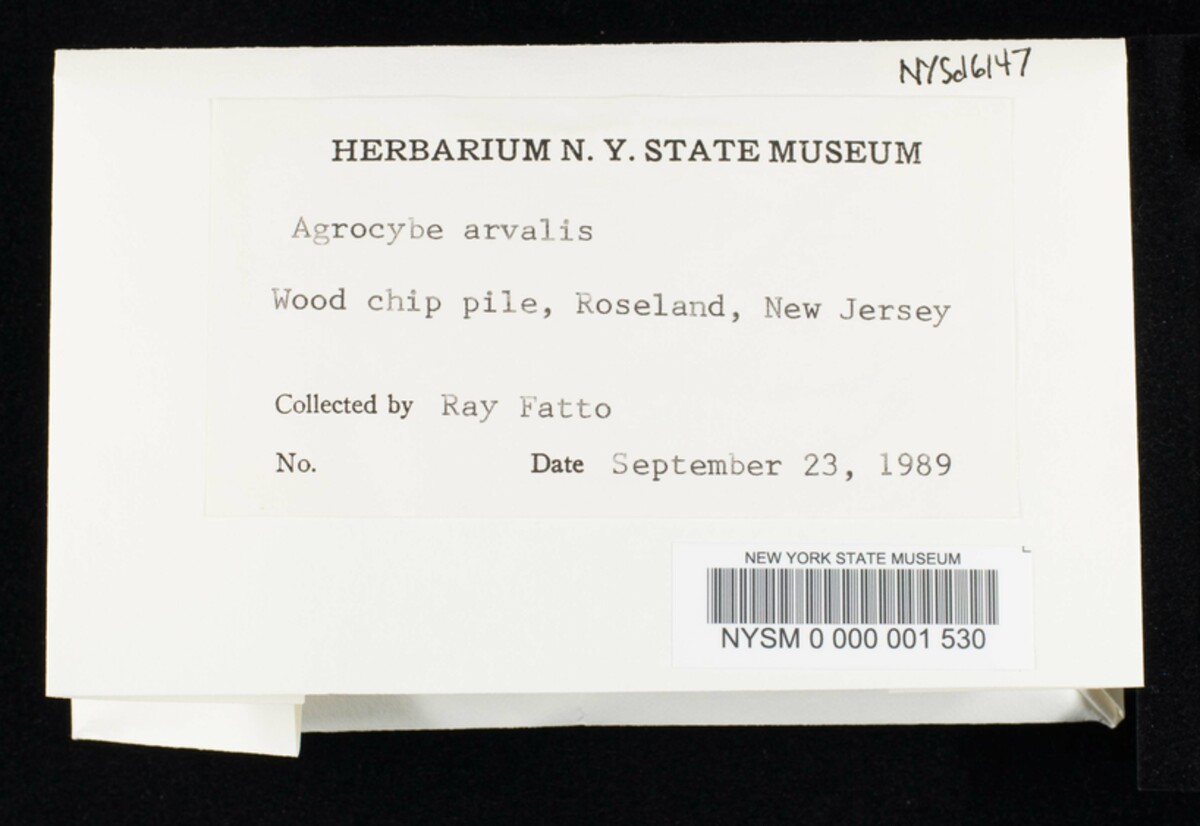 NYSd6147
HERBARIUM N. Y. STATE MUSEUM
Agrocybe arvalis
Wood chip pile, Roseland, New Jersey
Collected by Ray Fatto
No. Date September 23, 1989
NEW YORK STATE MUSEUM
NYSM 0 000 001 530